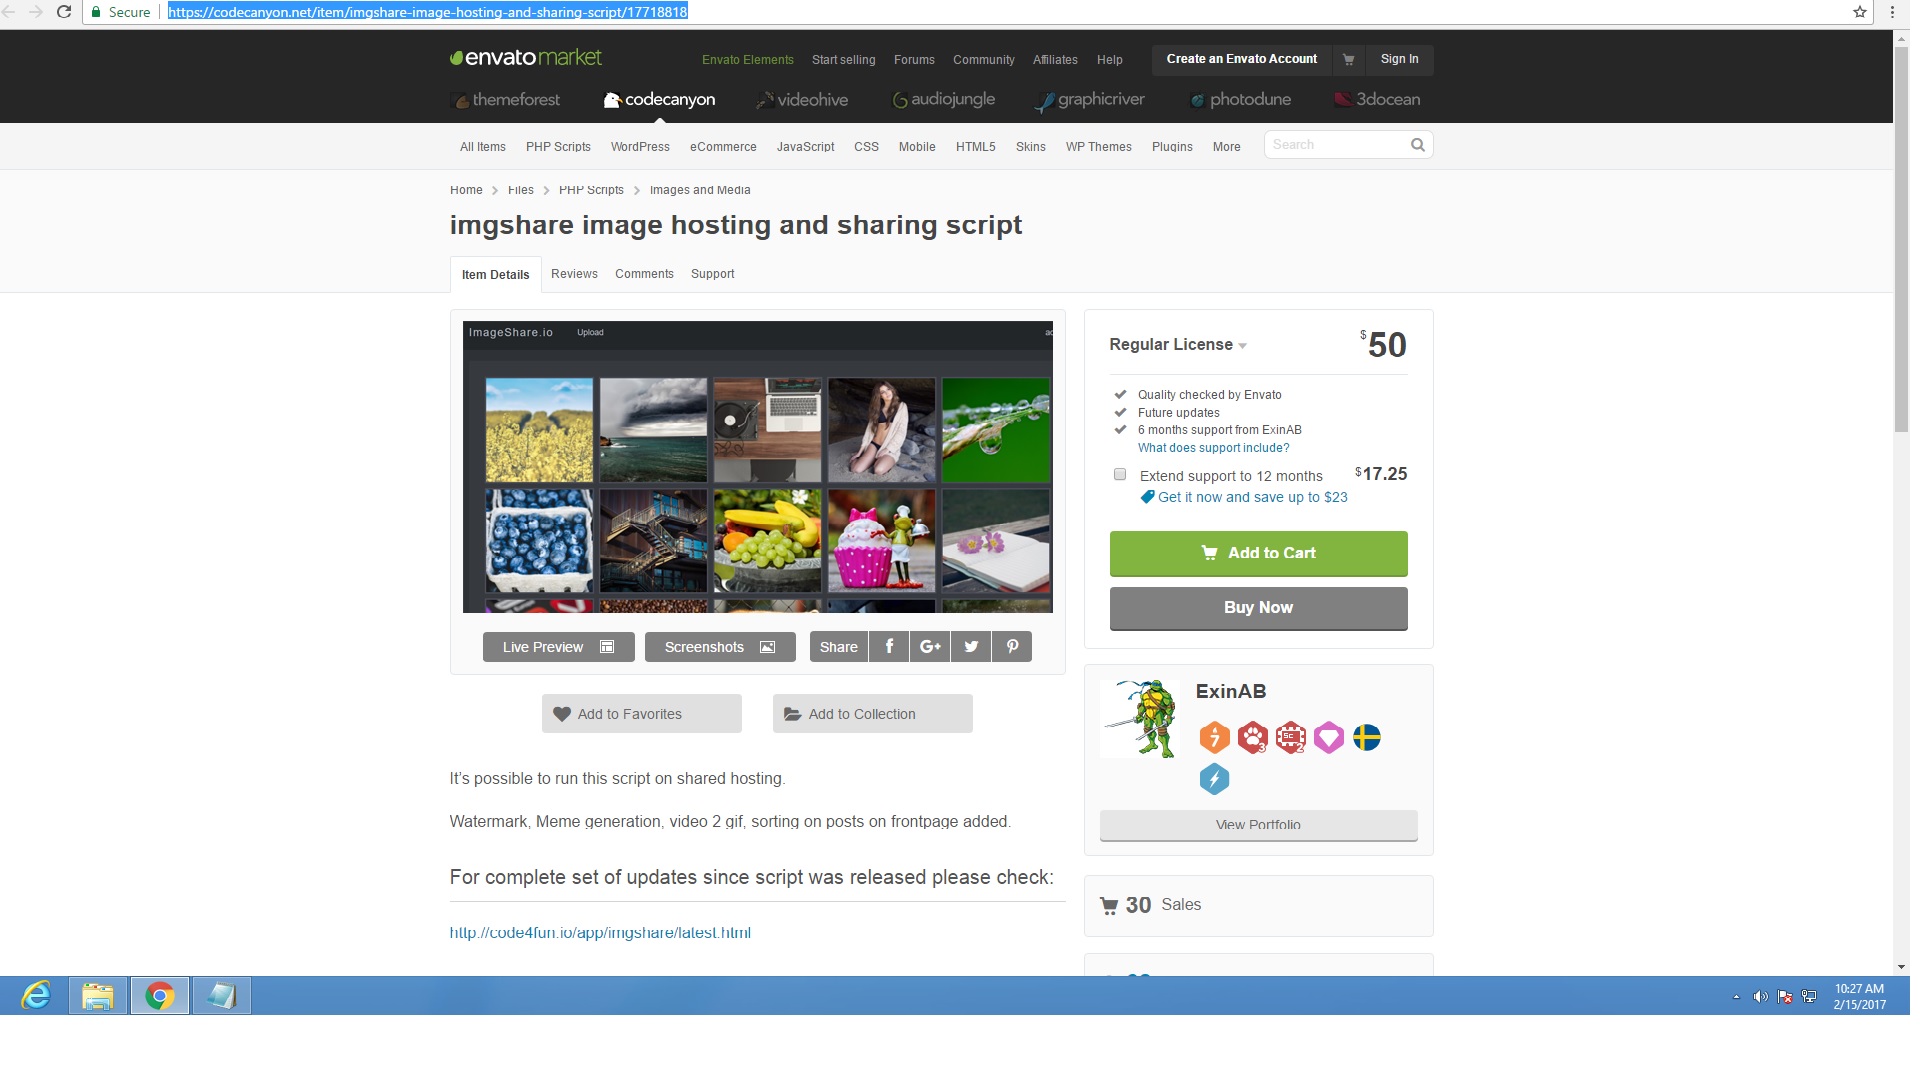 Secure
https://codecanyon.net/item/imgshare-image-hosting-and-sharing-script/17718818
envatomarket
Envato Elements
Start selling
Forums
Community
Affiliates
Help
Create an Envato Account
Sign In
themeforest
codecanyon
videohive
audiojungle
graphicriver
photodune
3docean
All Items
PHP Scripts
WordPress
eCommerce
JavaScript
CSS
Mobile
HTML5
Skins
WP Themes
Plugins
More
Search
Home
Files
PHP Scripts
Images and Media
imgshare image hosting and sharing script
Item Details
Reviews
Comments
Support
ImageShare.io
Upload
Live Preview
Screenshots
Share
G+
Add to Favorites
Add to Collection
It's possible to run this script on shared hosting.
Watermark, Meme generation, video 2 gif, sorting on posts on frontpage added.
For complete set of updates since script was released please check:
http://code4fun.io/app/imgshare/latest.html
Regular License
$50
Quality checked by Envato
Future updates
6 months support from ExinAB
What does support include?
Extend support to 12 months
$17.25
Get it now and save up to $23
Add to Cart
Buy Now
ExinAB
7
3
SC
2
View Portfolio
30 Sales
10:27 AM
2/15/2017